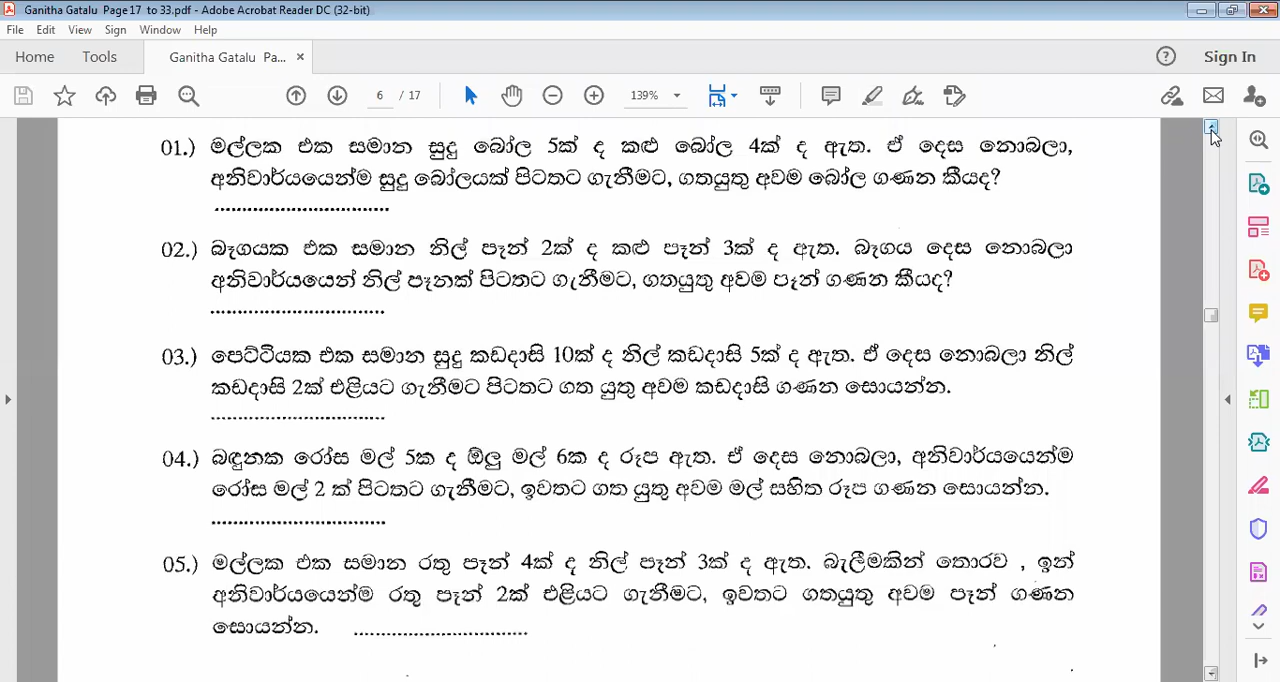 Ganitha Gatalu Page 17 to 33.pdf - Adobe Acrobat Reader DC (32-bit)
File Edit View Sign Window Help
Home Tools Ganitha Gatalu Pa... × Sign In
6 / 17 139%
01.) මල්ලක එක සමාන සුදු බෝල 5ක් ද කළු බෝල 4ක් ද ඇත. ඒ දෙස නොබලා,
අනිවාර්යයෙන්ම සුදු බෝලයක් පිටතට ගැනීමට, ගතයුතු අවම බෝල ගණන කීයද?
................................
02.) බෑගයක එක සමාන නිල් පෑන් 2ක් ද කළු පෑන් 3ක් ද ඇත. බෑගය දෙස නොබලා
අනිවාර්යයෙන් නිල් පෑනක් පිටතට ගැනීමට, ගතයුතු අවම පෑන් ගණන කීයද?
................................
03.) පෙට්ටියක එක සමාන සුදු කඩදාසි 10ක් ද නිල් කඩදාසි 5ක් ද ඇත. ඒ දෙස නොබලා නිල්
කඩදාසි 2ක් එළියට ගැනීමට පිටතට ගත යුතු අවම කඩදාසි ගණන සොයන්න.
................................
04.) බඳුනක රෝස මල් 5ක ද ඕලු මල් 6ක ද රූප ඇත. ඒ දෙස නොබලා, අනිවාර්යයෙන්ම
රෝස මල් 2 ක් පිටතට ගැනීමට, ඉවතට ගත යුතු අවම මල් සහිත රූප ගණන සොයන්න.
................................
05.) මල්ලක එක සමාන රතු පෑන් 4ක් ද නිල් පෑන් 3ක් ද ඇත. බැලීමකින් තොරව , ඉන්
අනිවාර්යයෙන්ම රතු පෑන් 2ක් එළියට ගැනීමට, ඉවතට ගතයුතු අවම පෑන් ගණන
සොයන්න. ................................